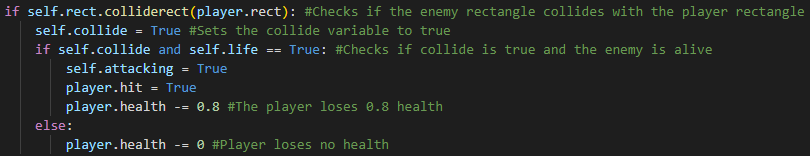 if self.rect.colliderect(player.rect): #Checks if the enemy rectangle collides with the player rectangle
    self.collide = True #Sets the collide variable to true
    if self.collide and self.life == True: #Checks if collide is true and the enemy is alive
        self.attacking = True
        player.hit = True
        player.health -= 0.8 #The player loses 0.8 health
    else:
        player.health -= 0 #Player loses no health